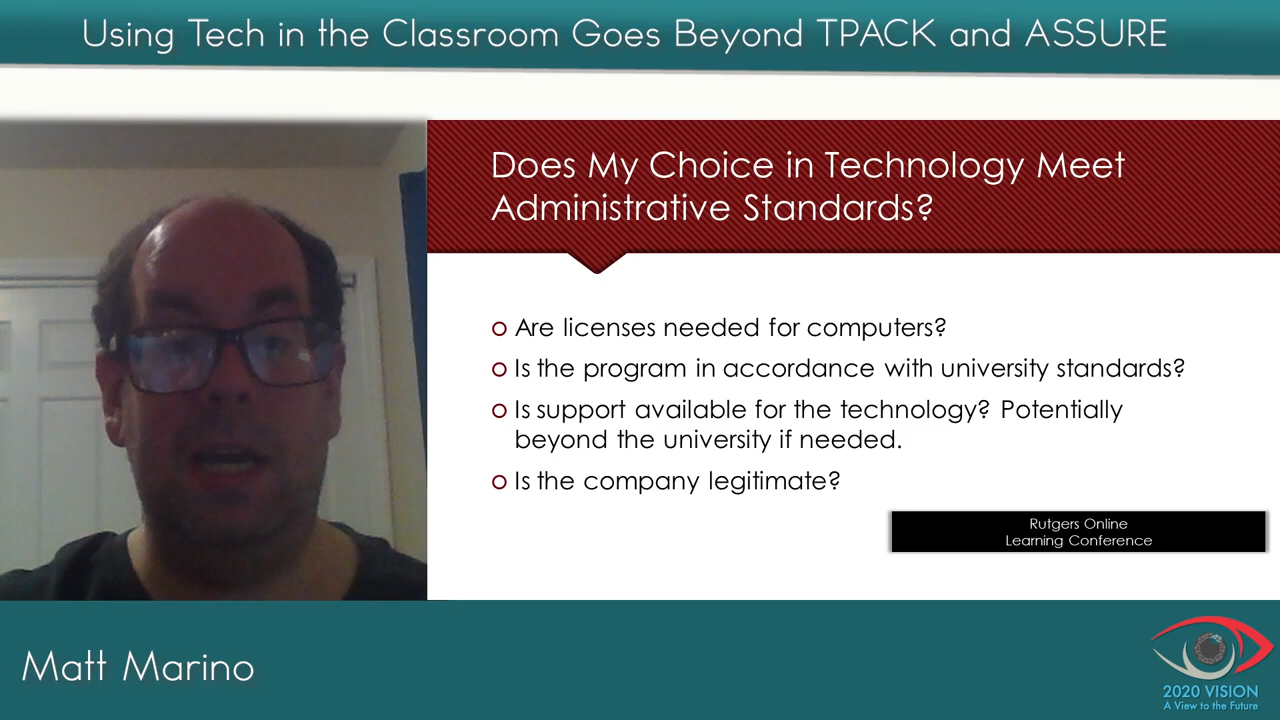 Using Tech in the Classroom Goes Beyond TPACK and ASSURE
Does My Choice in Technology Meet
Administrative Standards?
Are licenses needed for computers?
Is the program in accordance with university standards?
Is support available for the technology? Potentially
beyond the university if needed.
Is the company legitimate?
Rutgers Online
Learning Conference
Matt Marino
2020 VISION
A View to the Future